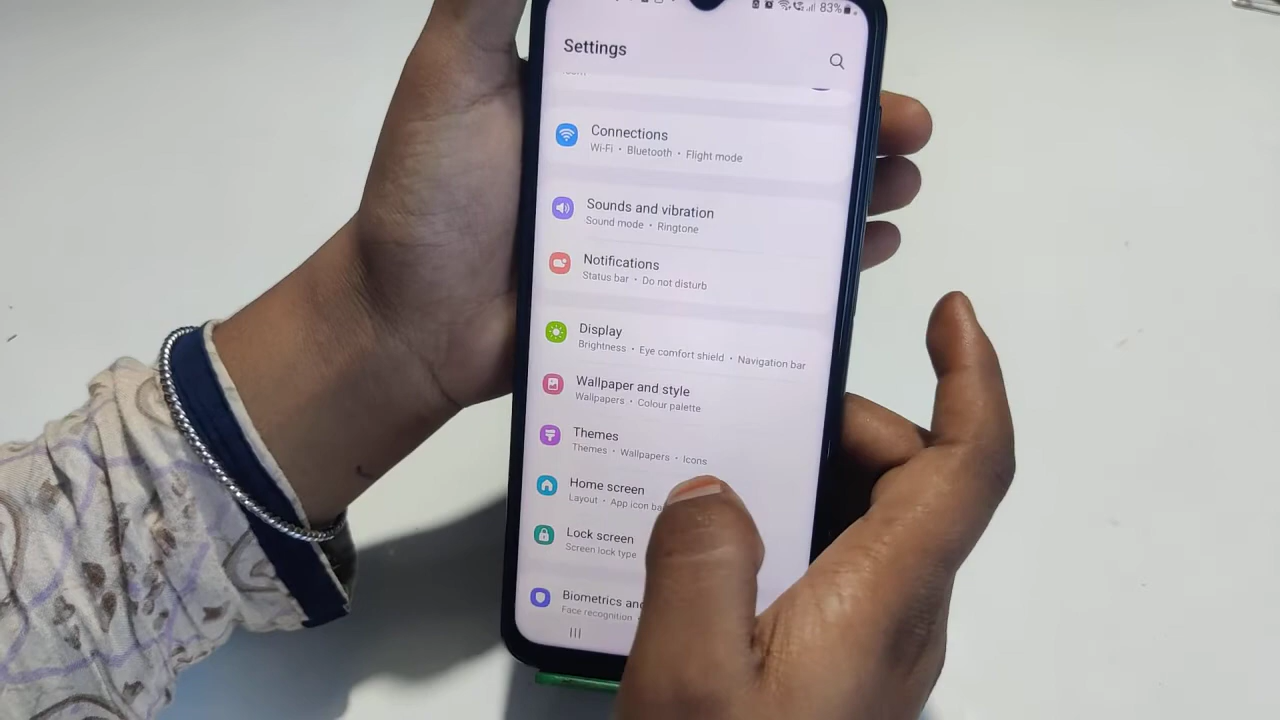 83%
Settings
Connections
Wi-Fi • Bluetooth • Flight mode
Sounds and vibration
Sound mode • Ringtone
Notifications
Status bar • Do not disturb
Display
Brightness • Eye comfort shield • Navigation bar
Wallpaper and style
Wallpapers • Colour palette
Themes
Themes • Wallpapers • Icons
Home screen
Layout • App icon
Lock screen
Screen lock type
Biometrics
Face recognition •